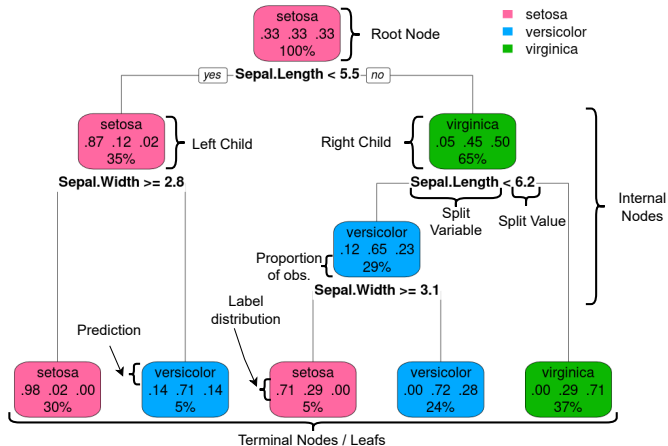 setosa
.33 .33 .33
100%
Root Node
setosa
versicolor
virginica
yes
Sepal.Length < 5.5
no
setosa
.87 .12 .02
35%
Left Child
Right Child
virginica
.05 .45 .50
65%
Sepal.Width >= 2.8
Sepal.Length < 6.2
Split
Variable
Split Value
Internal
Nodes
versicolor
.12 .65 .23
29%
Proportion
of obs.
Sepal.Width >= 3.1
Label
distribution
Prediction
setosa
.98 .02 .00
30%
versicolor
.14 .71 .14
5%
setosa
.71 .29 .00
5%
versicolor
.00 .72 .28
24%
virginica
.00 .29 .71
37%
Terminal Nodes / Leafs